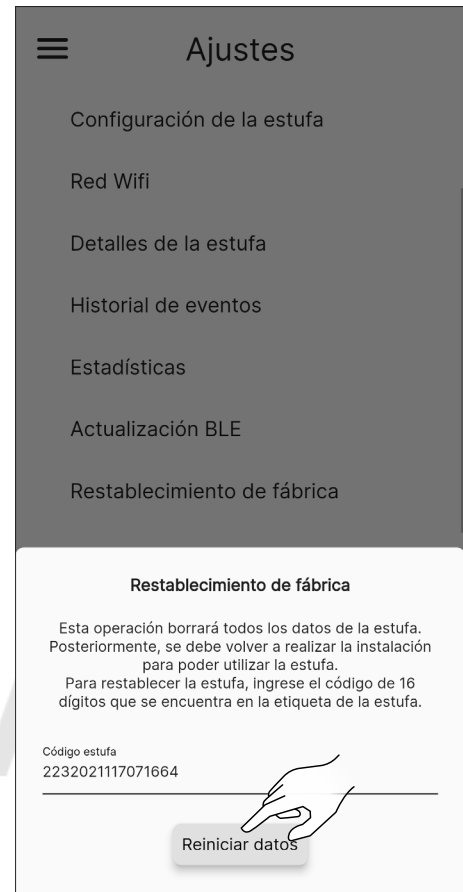 Ajustes
Configuración de la estufa
Red Wifi
Detalles de la estufa
Historial de eventos
Estadísticas
Actualización BLE
Restablecimiento de fábrica
Restablecimiento de fábrica
Esta operación borrará todos los datos de la estufa.
Posteriormente, se debe volver a realizar la instalación
para poder utilizar la estufa.
Para restablecer la estufa, ingrese el código de 16
dígitos que se encuentra en la etiqueta de la estufa.
Código estufa
2232021117071664
Reiniciar datos